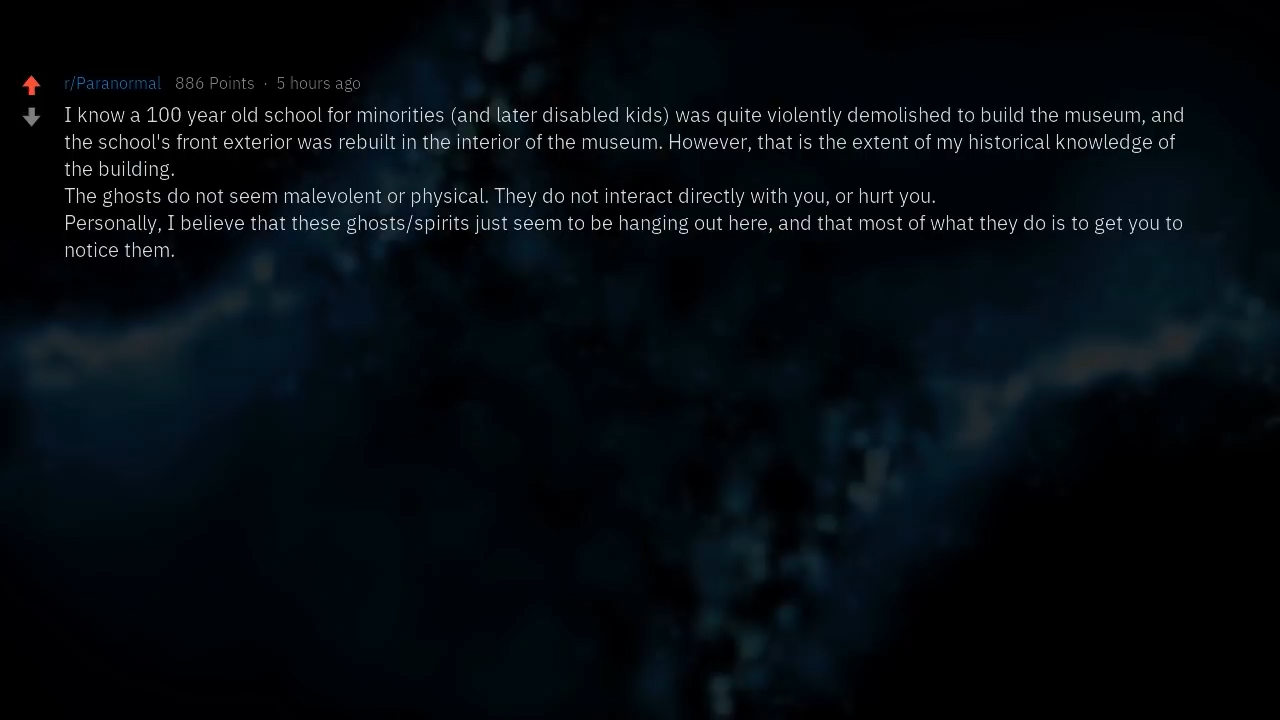 r/Paranormal 886 Points · 5 hours ago
I know a 100 year old school for minorities (and later disabled kids) was quite violently demolished to build the museum, and
the school's front exterior was rebuilt in the interior of the museum. However, that is the extent of my historical knowledge of
the building.
The ghosts do not seem malevolent or physical. They do not interact directly with you, or hurt you.
Personally, I believe that these ghosts/spirits just seem to be hanging out here, and that most of what they do is to get you to
notice them.